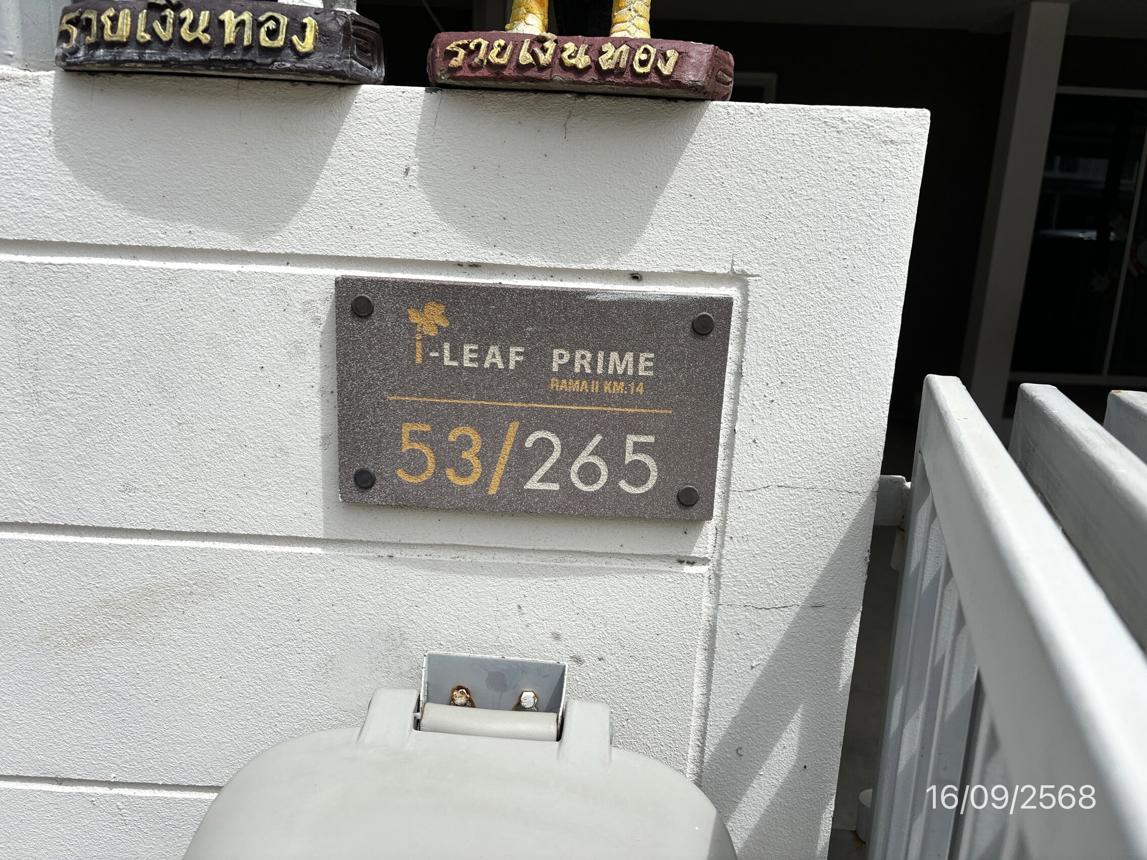 รวยเงินทอง
รวยเงินทอง
i-LEAF PRIME
RAMA II KM.14
53/265
16/09/2568